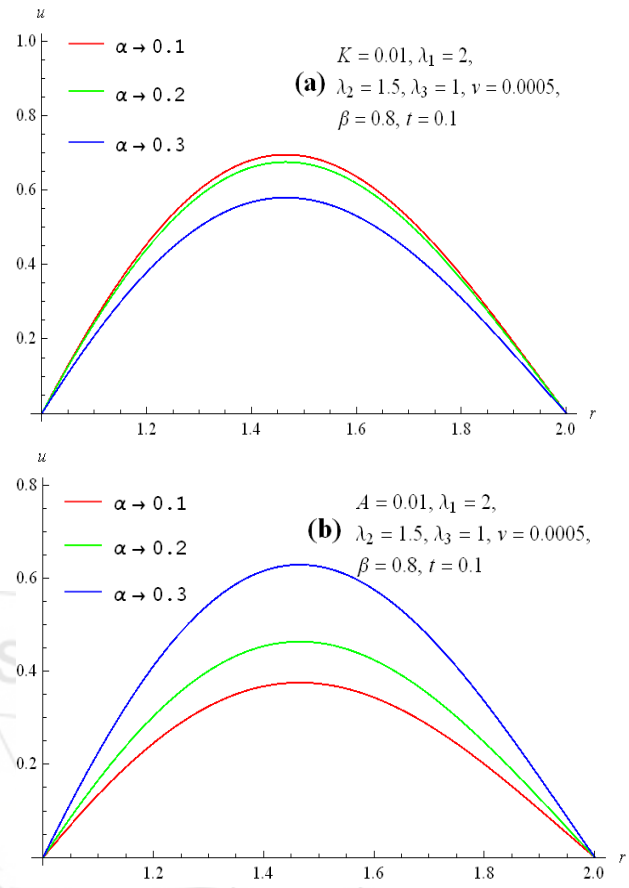 u
1.0
α → 0.1
K = 0.01, λ₁ = 2,
(a)
λ₂ = 1.5, λ₃ = 1, ν = 0.0005,
α → 0.2
0.8
β = 0.8, t = 0.1
α → 0.3
0.6
0.4
0.2
1.2 1.4 1.6 1.8 2.0 r
u
0.8
α → 0.1
A = 0.01, λ₁ = 2,
(b)
λ₂ = 1.5, λ₃ = 1, ν = 0.0005,
α → 0.2
β = 0.8, t = 0.1
α → 0.3
0.6
0.4
0.2
1.2 1.4 1.6 1.8 2.0 r